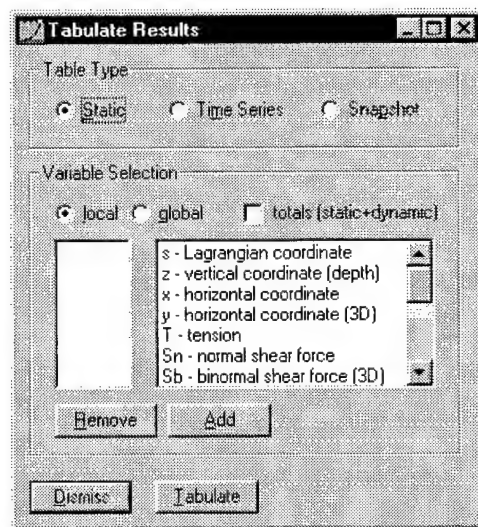 Tabulate Results
Table Type
Static Time Series Snapshot
Variable Selection
local global totals (static+dynamic)
s - Lagrangian coordinate
z - vertical coordinate (depth)
x - horizontal coordinate
y - horizontal coordinate (3D)
T - tension
Sn - normal shear force
Sb - binormal shear force (3D)
Remove Add
Dismiss Tabulate